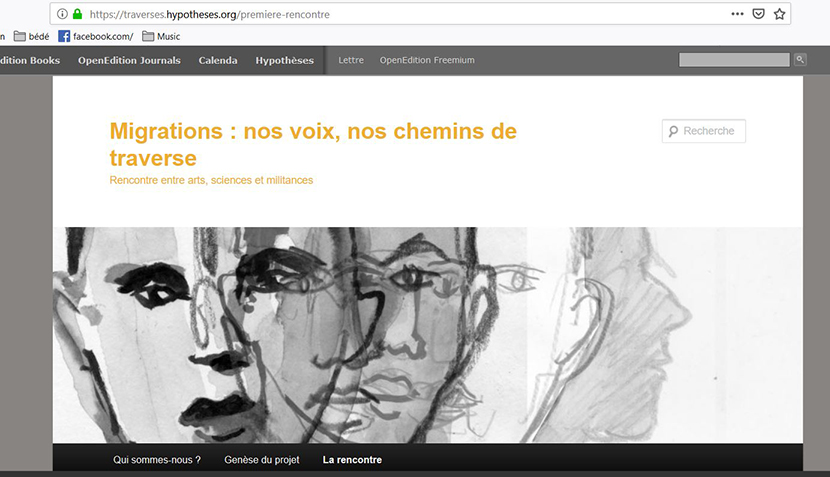 https://traverses.hypotheses.org/premiere-rencontre
n bédé facebook.com/ Music
dition Books OpenEdition Journals Calenda Hypothèses Lettre OpenEdition Freemium
Migrations : nos voix, nos chemins de
traverse
Recherche
Rencontre entre arts, sciences et militances
Qui sommes-nous ? Genèse du projet La rencontre